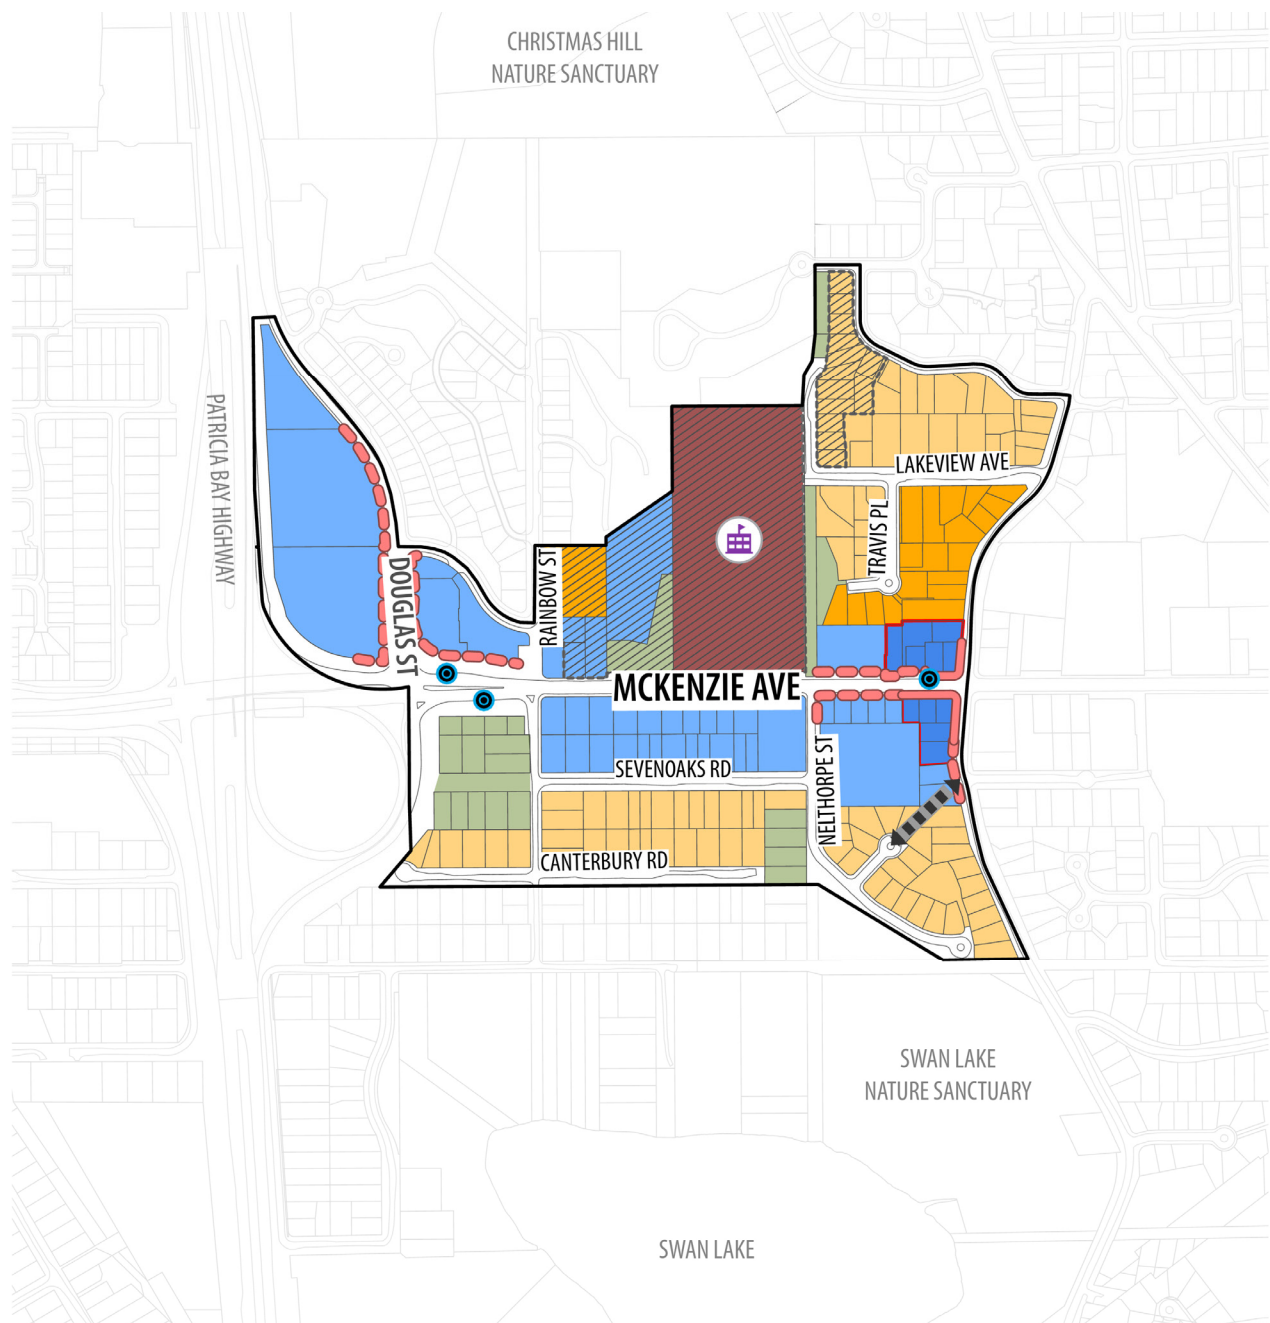 CHRISTMAS HILL
NATURE SANCTUARY
PATRICIA BAY HIGHWAY
LAKEVIEW AVE
TRAVIS PL
DOUGLAS ST
RAINBOW ST
MCKENZIE AVE
SEVENOAKS RD
NELTHORPE ST
CANTERBURY RD
SWAN LAKE
NATURE SANCTUARY
SWAN LAKE